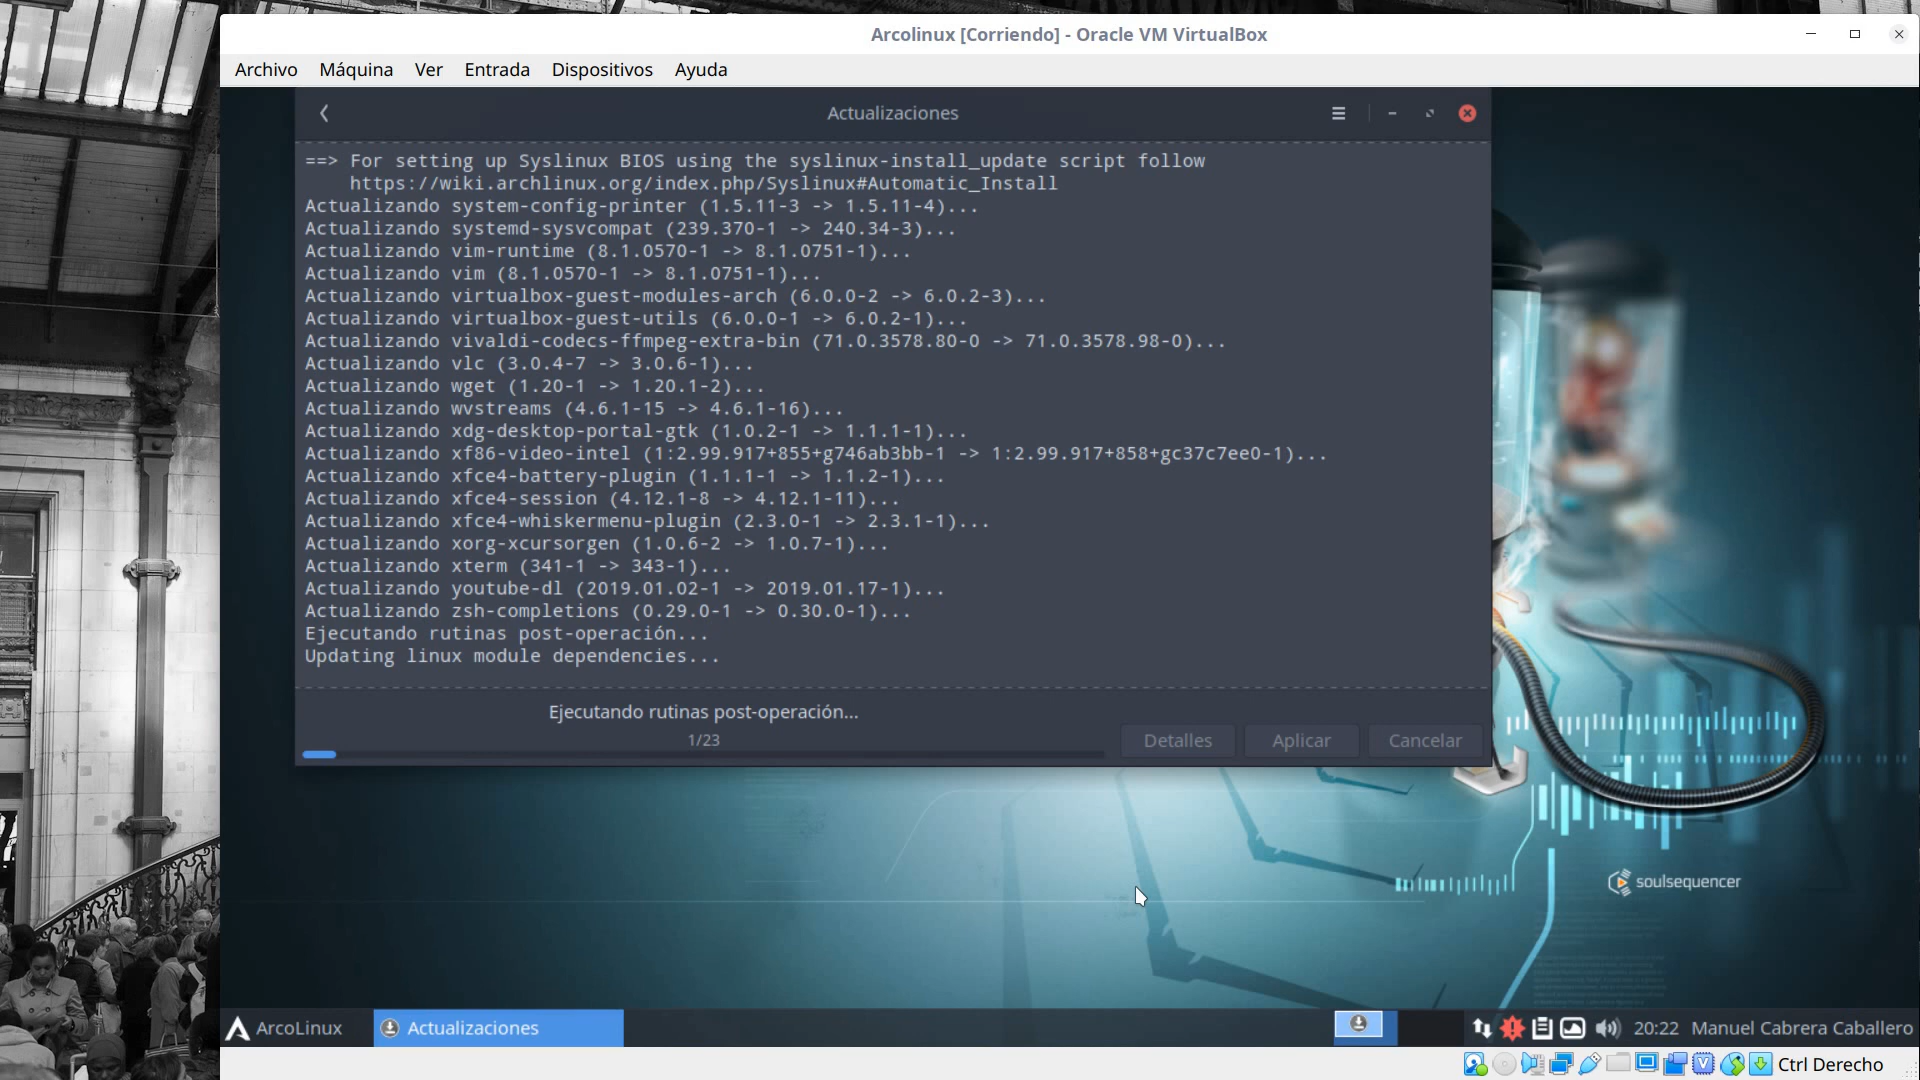 Arcolinux [Corriendo] - Oracle VM VirtualBox
Archivo Máquina Ver Entrada Dispositivos Ayuda
Actualizaciones
==> For setting up Syslinux BIOS using the syslinux-install_update script follow
https://wiki.archlinux.org/index.php/Syslinux#Automatic_Install
Actualizando system-config-printer (1.5.11-3 -> 1.5.11-4)...
Actualizando systemd-sysvcompat (239.370-1 -> 240.34-3)...
Actualizando vim-runtime (8.1.0570-1 -> 8.1.0751-1)...
Actualizando vim (8.1.0570-1 -> 8.1.0751-1)...
Actualizando virtualbox-guest-modules-arch (6.0.0-2 -> 6.0.2-3)...
Actualizando virtualbox-guest-utils (6.0.0-1 -> 6.0.2-1)...
Actualizando vivaldi-codecs-ffmpeg-extra-bin (71.0.3578.80-0 -> 71.0.3578.98-0)...
Actualizando vlc (3.0.4-7 -> 3.0.6-1)...
Actualizando wget (1.20-1 -> 1.20.1-2)...
Actualizando wvstreams (4.6.1-15 -> 4.6.1-16)...
Actualizando xdg-desktop-portal-gtk (1.0.2-1 -> 1.1.1-1)...
Actualizando xf86-video-intel (1:2.99.917+855+g746ab3bb-1 -> 1:2.99.917+858+gc37c7ee0-1)...
Actualizando xfce4-battery-plugin (1.1.1-1 -> 1.1.2-1)...
Actualizando xfce4-session (4.12.1-8 -> 4.12.1-11)...
Actualizando xfce4-whiskermenu-plugin (2.3.0-1 -> 2.3.1-1)...
Actualizando xorg-xcursorgen (1.0.6-2 -> 1.0.7-1)...
Actualizando xterm (341-1 -> 343-1)...
Actualizando youtube-dl (2019.01.02-1 -> 2019.01.17-1)...
Actualizando zsh-completions (0.29.0-1 -> 0.30.0-1)...
Ejecutando rutinas post-operación...
Updating linux module dependencies...
Ejecutando rutinas post-operación...
1/23
Detalles Aplicar Cancelar
soulsequencer
ArcoLinux Actualizaciones 20:22 Manuel Cabrera Caballero
Ctrl Derecho